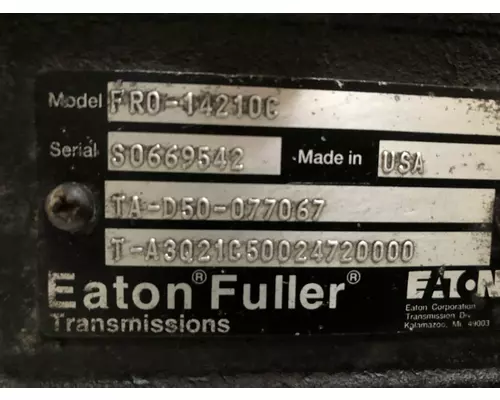 Model FRO-14210C
Serial S0669542 Made in USA
TA-D50-077067
T-A3Q21C50024720000
Eaton® Fuller® EATON
Transmissions
Eaton Corporation
Transmission Div.
Kalamazoo, MI. 49003